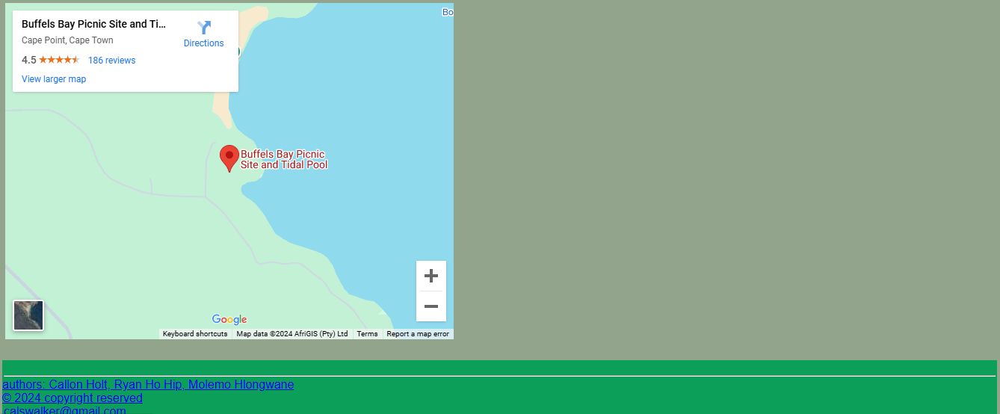 Bo
Buffels Bay Picnic Site and Ti...
Cape Point, Cape Town
Directions
4.5
186 reviews
View larger map
Buffels Bay Picnic
Site and Tidal Pool
Google
Keyboard shortcuts
Map data ©2024 AfriGIS (Pty) Ltd
Terms
Report a map error
authors: Callon Holt, Ryan Ho Hip, Molemo Hlongwane
© 2024 copyright reserved
calswalker@gmail.com